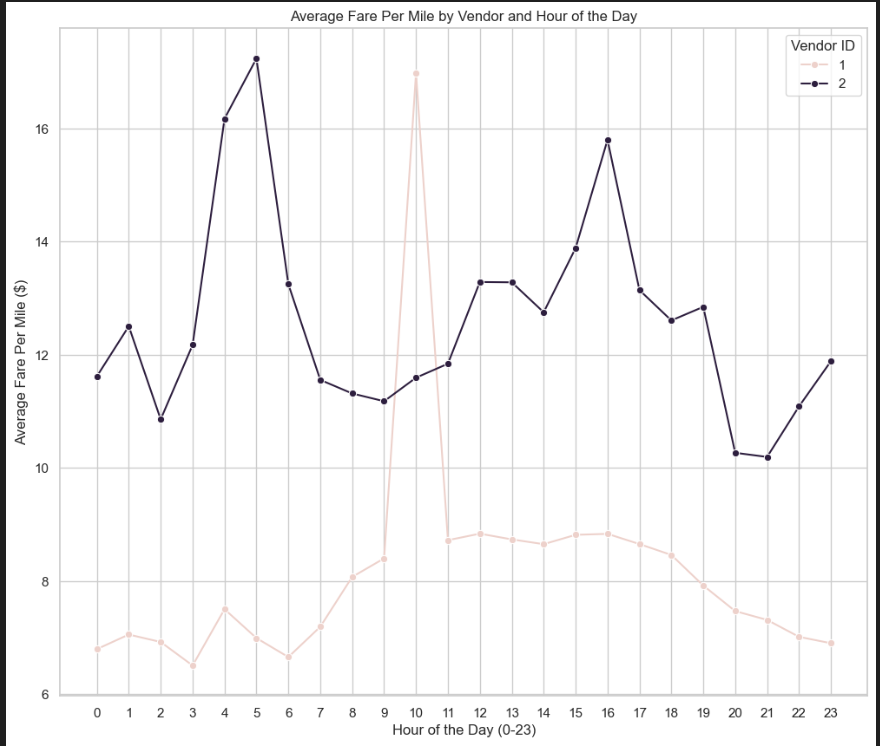 Average Fare Per Mile by Vendor and Hour of the Day
Vendor ID
1
2
16
14
12
10
8
6
Average Fare Per Mile ($)
0 1 2 3 4 5 6 7 8 9 10 11 12 13 14 15 16 17 18 19 20 21 22 23
Hour of the Day (0-23)